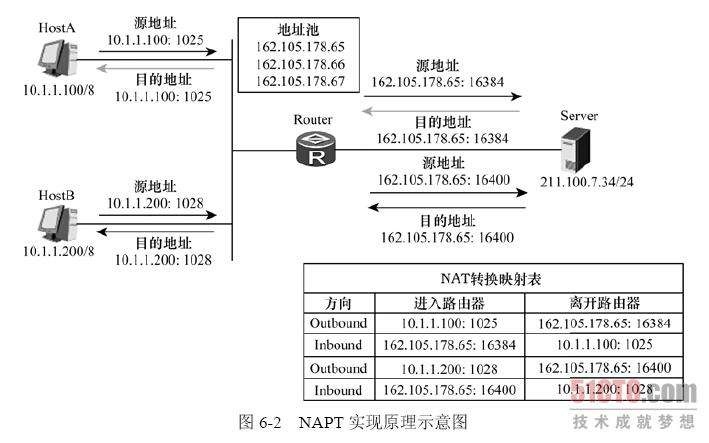 HostA
源地址
10.1.1.100: 1025
目的地址
10.1.1.100: 1025
10.1.1.100/8
地址池
162.105.178.65
162.105.178.66
162.105.178.67
源地址
162.105.178.65: 16384
目的地址
162.105.178.65: 16384
Router
R
Server
211.100.7.34/24
源地址
162.105.178.65: 16400
目的地址
162.105.178.65: 16400
HostB
源地址
10.1.1.200: 1028
目的地址
10.1.1.200: 1028
10.1.1.200/8
NAT转换映射表
方向 进入路由器 离开路由器
Outbound 10.1.1.100: 1025 162.105.178.65: 16384
Inbound 162.105.178.65: 16384 10.1.1.100: 1025
Outbound 10.1.1.200: 1028 162.105.178.65: 16400
Inbound 162.105.178.65: 16400 10.1.1.200: 1028
51CTO.com
技术成就梦想
图 6-2 NAPT 实现原理示意图